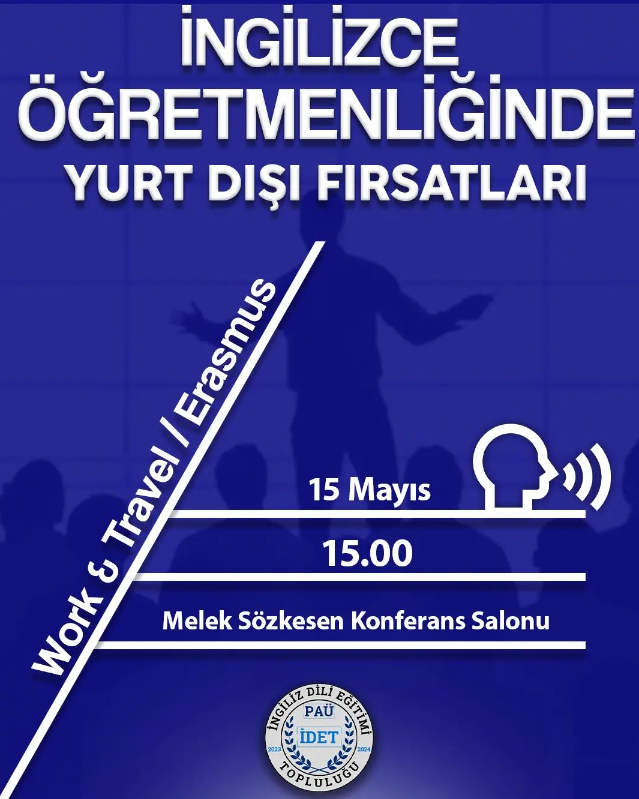 İNGİLİZCE
ÖĞRETMENLİĞİNDE
YURT DIŞI FIRSATLARI
Work & Travel / Erasmus
15 Mayıs
15.00
Melek Sözkesen Konferans Salonu
İNGİLİZ DİLİ EĞİTİMİ
PAÜ
İDET
2023 2024
TOPLULUĞU